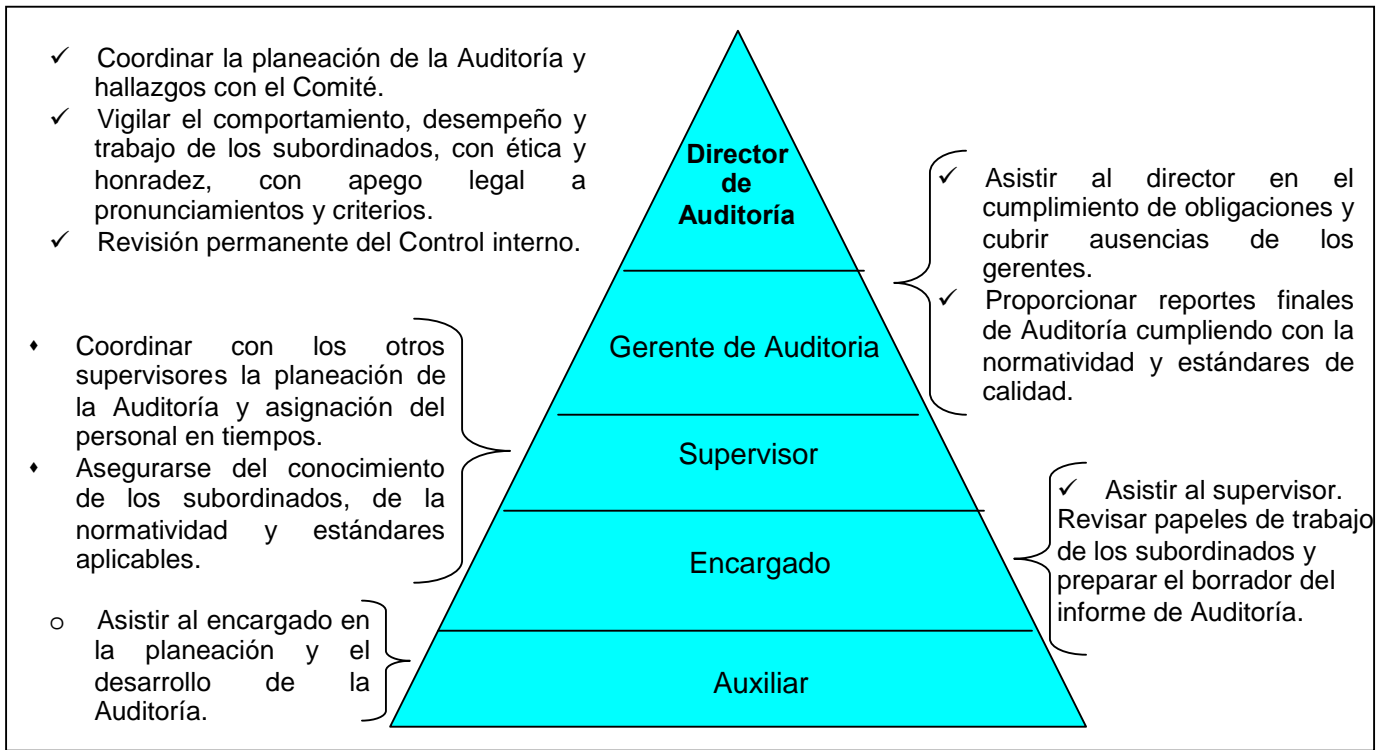 ✓ Coordinar la planeación de la Auditoría y
hallazgos con el Comité.
✓ Vigilar el comportamiento, desempeño y
trabajo de los subordinados, con ética y
honradez, con apego legal a
pronunciamientos y criterios.
✓ Revisión permanente del Control interno.
Director
de
Auditoría
✓ Asistir al director en el
cumplimiento de obligaciones y
cubrir ausencias de los
gerentes.
✓ Proporcionar reportes finales
de Auditoría cumpliendo con la
normatividad y estándares de
calidad.
Gerente de Auditoria
⬧ Coordinar con los otros
supervisores la planeación de
la Auditoría y asignación del
personal en tiempos.
⬧ Asegurarse del conocimiento
de los subordinados, de la
normatividad y estándares
aplicables.
Supervisor
✓ Asistir al supervisor.
Revisar papeles de trabajo
de los subordinados y
preparar el borrador del
informe de Auditoría.
Encargado
o Asistir al encargado en
la planeación y el
desarrollo de la
Auditoría.
Auxiliar